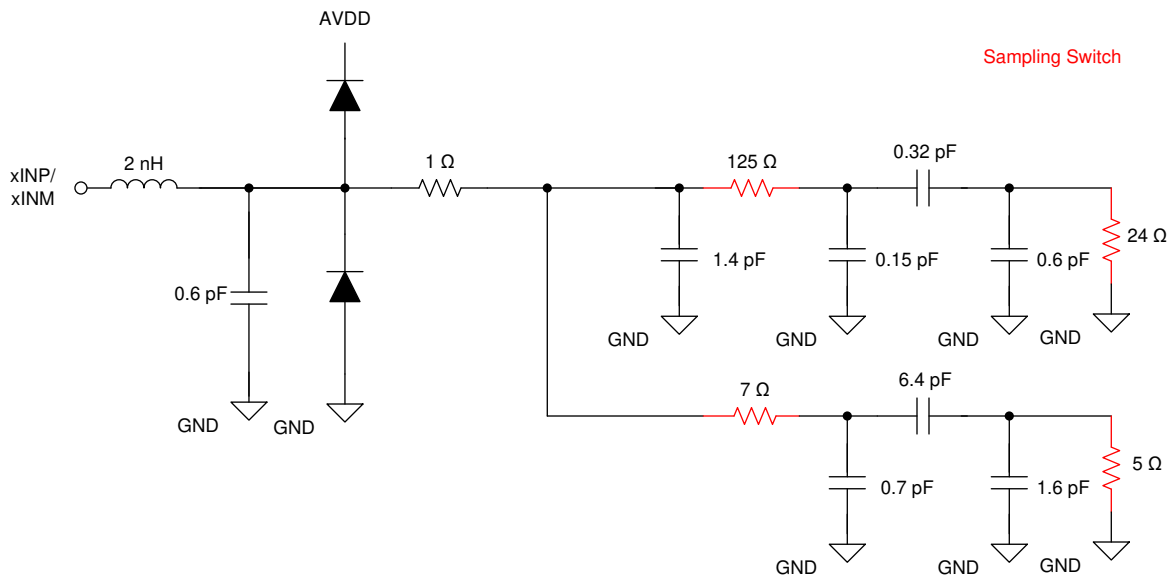 AVDD
Sampling Switch
xINP/
xINM
2 nH
1 Ω
125 Ω
0.32 pF
24 Ω
0.6 pF
1.4 pF
0.15 pF
0.6 pF
GND
GND
GND
GND
7 Ω
6.4 pF
GND
GND
5 Ω
0.7 pF
1.6 pF
GND
GND
GND